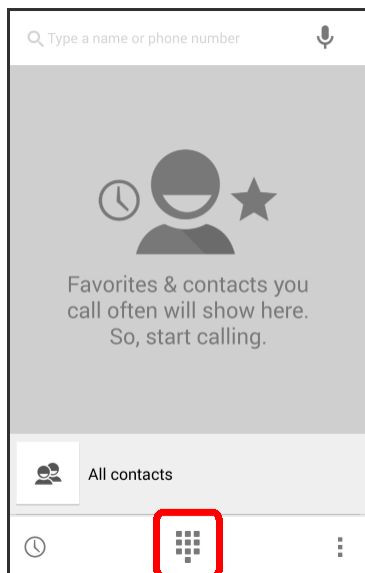 Type a name or phone number
Favorites & contacts you
call often will show here.
So, start calling.
All contacts